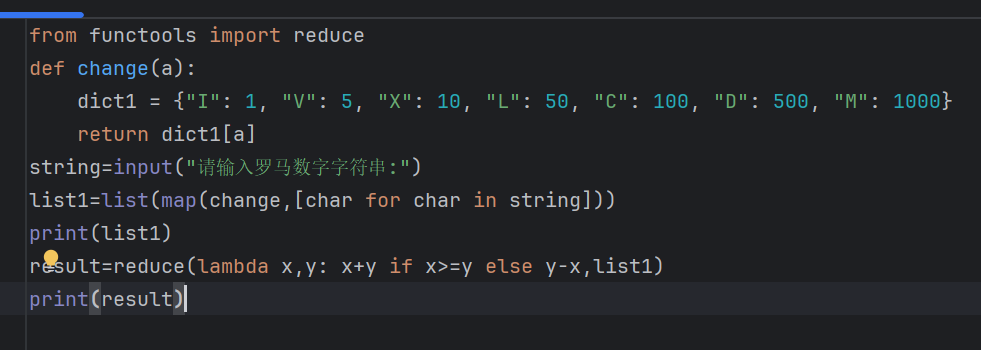 from functools import reduce
def change(a):
    dict1 = {"I": 1, "V": 5, "X": 10, "L": 50, "C": 100, "D": 500, "M": 1000}
    return dict1[a]
string=input("请输入罗马数字字符串:")
list1=list(map(change,[char for char in string]))
print(list1)
result=reduce(lambda x,y: x+y if x>=y else y-x,list1)
print(result)